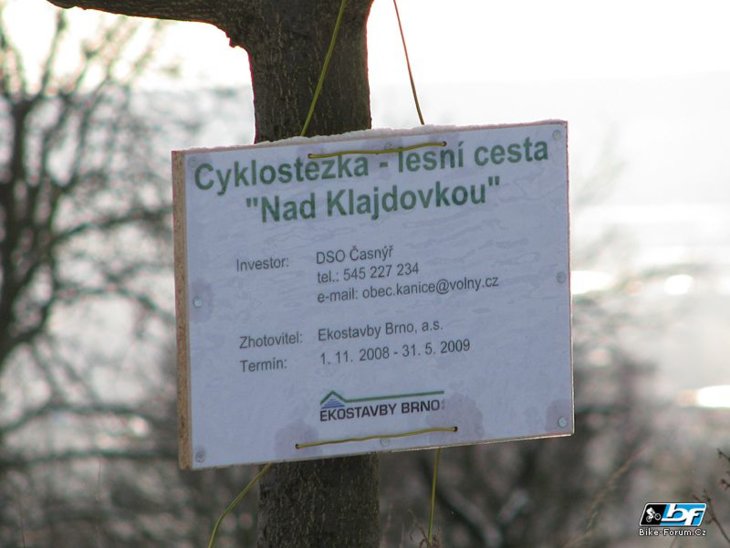 Cyklostezka - lesní cesta
"Nad Klajdovkou"
Investor: DSO Časnýř
tel.: 545 227 234
e-mail: obec.kanice@volny.cz
Zhotovitel: Ekostavby Brno, a.s.
Termín: 1. 11. 2008 - 31. 5. 2009
EKOSTAVBY BRNO
bf
Bike-Forum.Cz